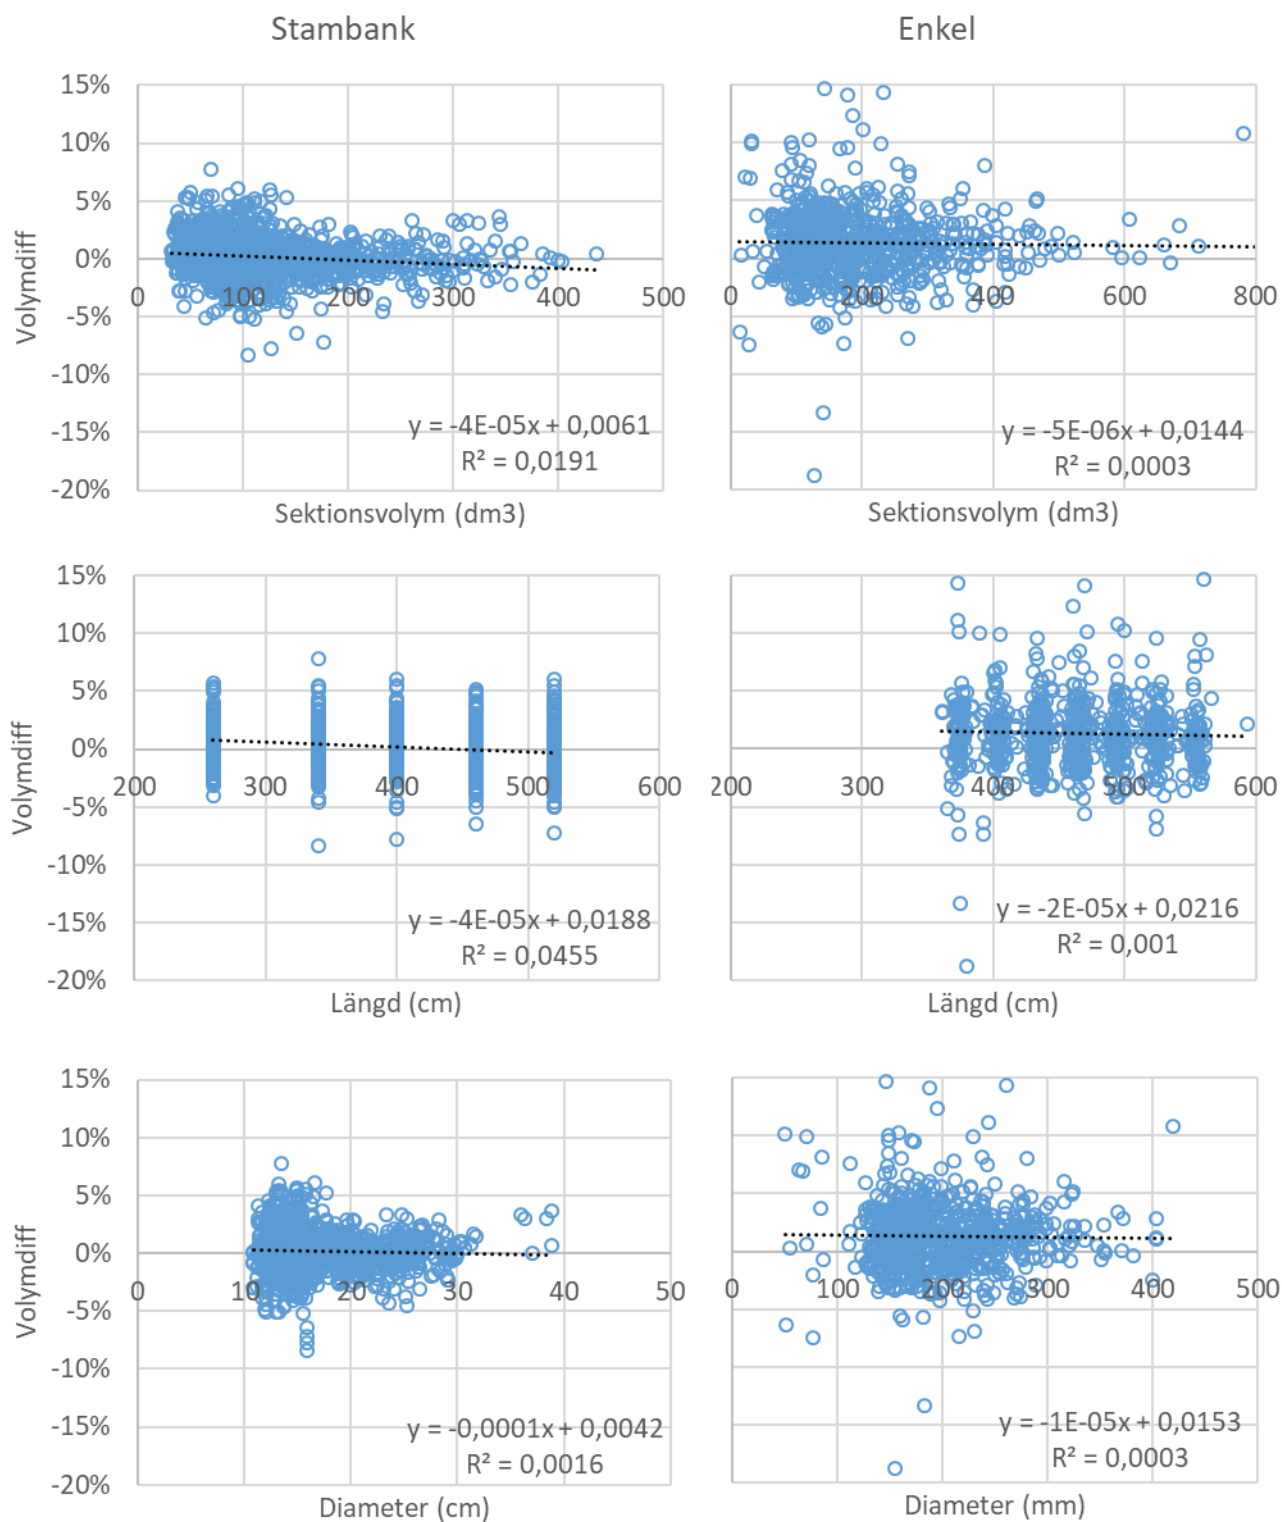 Stambank
Enkel
15%
10%
5%
0%
-5%
-10%
-15%
-20%
Volymdiff
0
100
200
300
400
500
y = -4E-05x + 0,0061
R² = 0,0191
Sektionsvolym (dm3)
0
200
400
600
800
y = -5E-06x + 0,0144
R² = 0,0003
Sektionsvolym (dm3)
15%
10%
5%
0%
-5%
-10%
-15%
-20%
Volymdiff
200
300
400
500
600
y = -4E-05x + 0,0188
R² = 0,0455
Längd (cm)
200
300
400
500
600
y = -2E-05x + 0,0216
R² = 0,001
Längd (cm)
15%
10%
5%
0%
-5%
-10%
-15%
-20%
Volymdiff
0
10
20
30
40
50
y = -0,0001x + 0,0042
R² = 0,0016
Diameter (cm)
0
100
200
300
400
500
y = -1E-05x + 0,0153
R² = 0,0003
Diameter (mm)